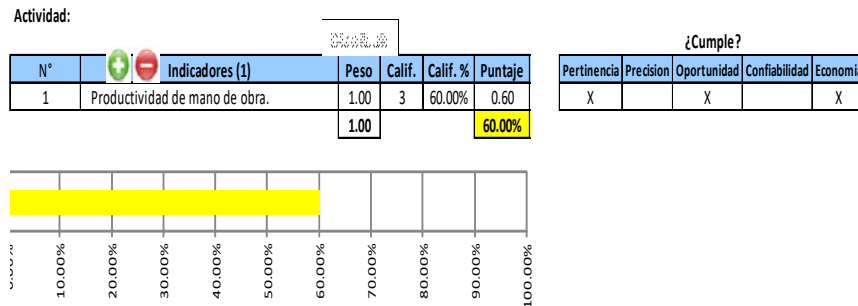 Actividad:
¿Cumple?
N° Indicadores (1) Peso Calif. Calif. % Puntaje Pertinencia Precision Oportunidad Confiabilidad Economia
1 Productividad de mano de obra. 1.00 3 60.00% 0.60 X X X
1.00 60.00%
10.00% 20.00% 30.00% 40.00% 50.00% 60.00% 70.00% 80.00% 90.00% 100.00%